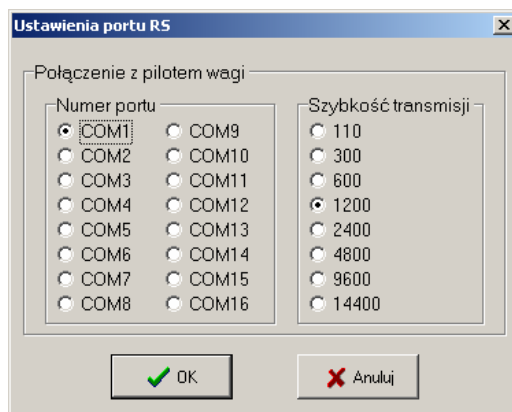 Ustawienia portu RS
Połączenie z pilotem wagi
Numer portu
COM1
COM2
COM3
COM4
COM5
COM6
COM7
COM8
COM9
COM10
COM11
COM12
COM13
COM14
COM15
COM16
Szybkość transmisji
110
300
600
1200
2400
4800
9600
14400
OK
Anuluj